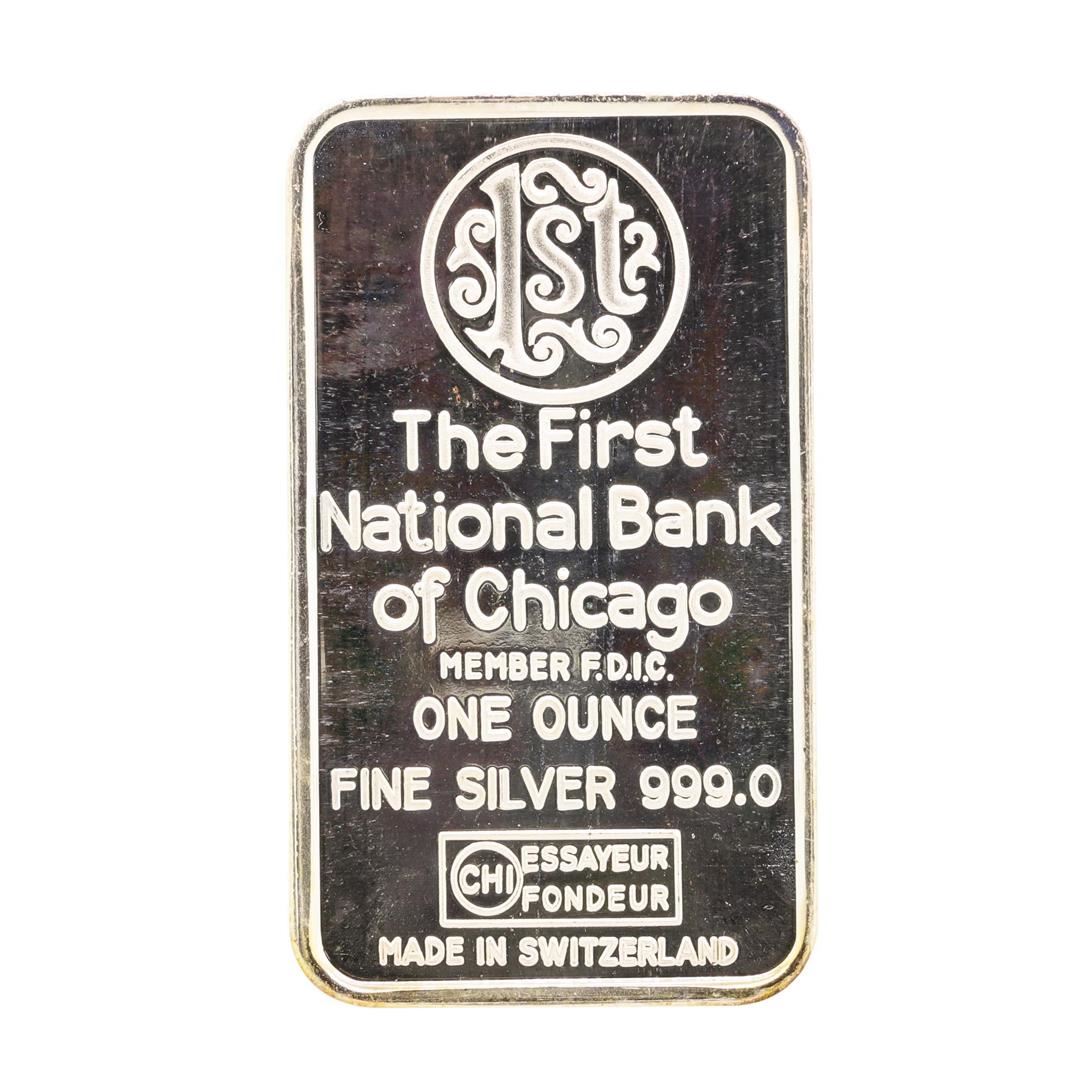 1st
The First
National Bank
of Chicago
MEMBER F.D.I.C.
ONE OUNCE
FINE SILVER 999.0
CHI ESSAYEUR
FONDEUR
MADE IN SWITZERLAND